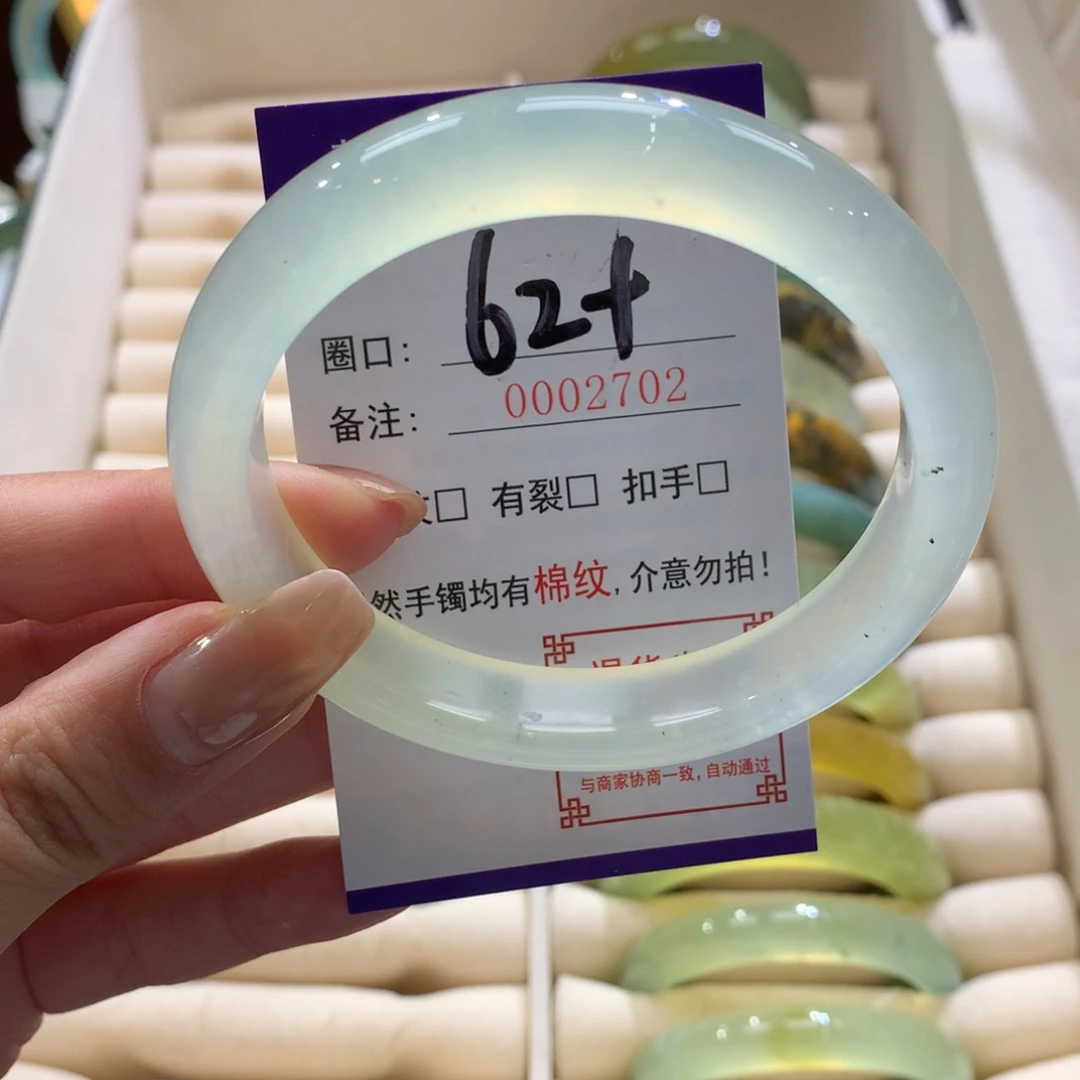 圈口: 62+
备注: 0002702
□ 有裂□ 扣手□
然手镯均有棉纹, 介意勿拍!
与商家协商一致, 自动通过